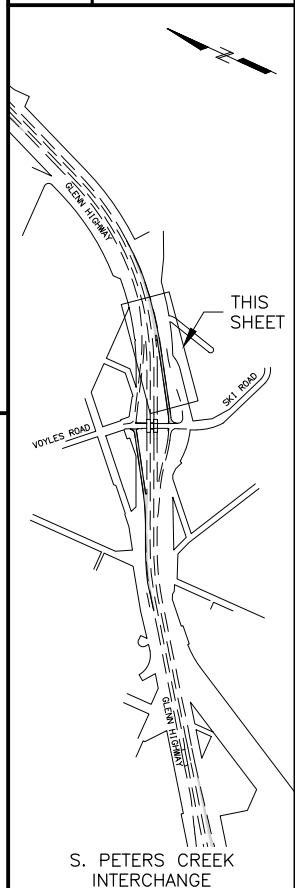 N
GLENN HIGHWAY
THIS
SHEET
SKI ROAD
VOYLES ROAD
GLENN HIGHWAY
S. PETERS CREEK
INTERCHANGE